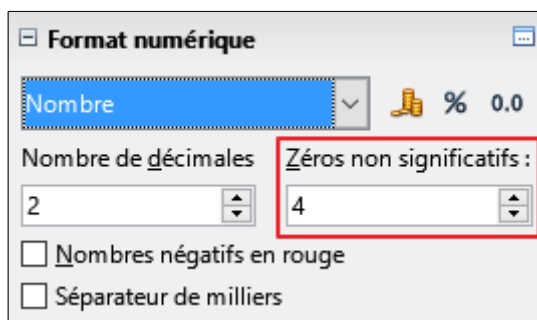 Format numérique
Nombre % 0.0
Nombre de décimales Zéros non significatifs :
2 4
Nombres négatifs en rouge
Séparateur de milliers